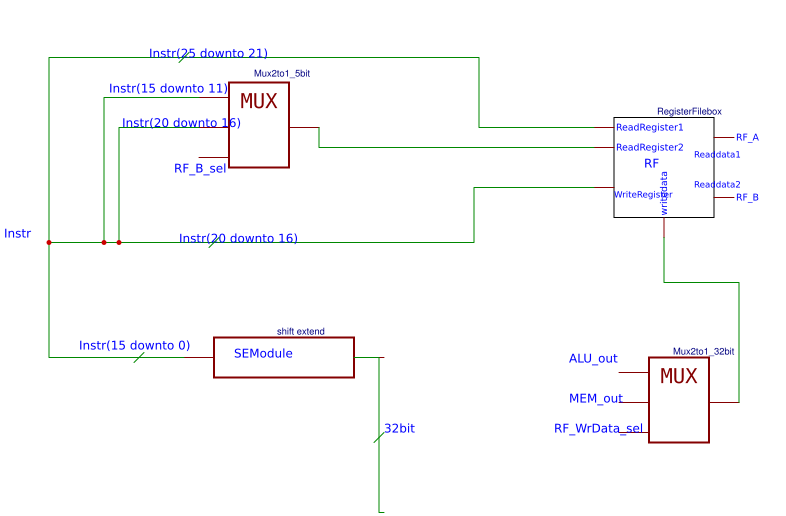 Instr(25 downto 21)
Mux2to1_5bit
Instr(15 downto 11)
MUX
Instr(20 downto 16)
RF_B_sel
RegisterFilebox
ReadRegister1
RF_A
ReadRegister2
Readdata1
RF
Readdata2
WriteRegister
writedata
RF_B
Instr
Instr(20 downto 16)
shift extend
Instr(15 downto 0)
SEModule
Mux2to1_32bit
ALU_out
MUX
MEM_out
RF_WrData_sel
32bit